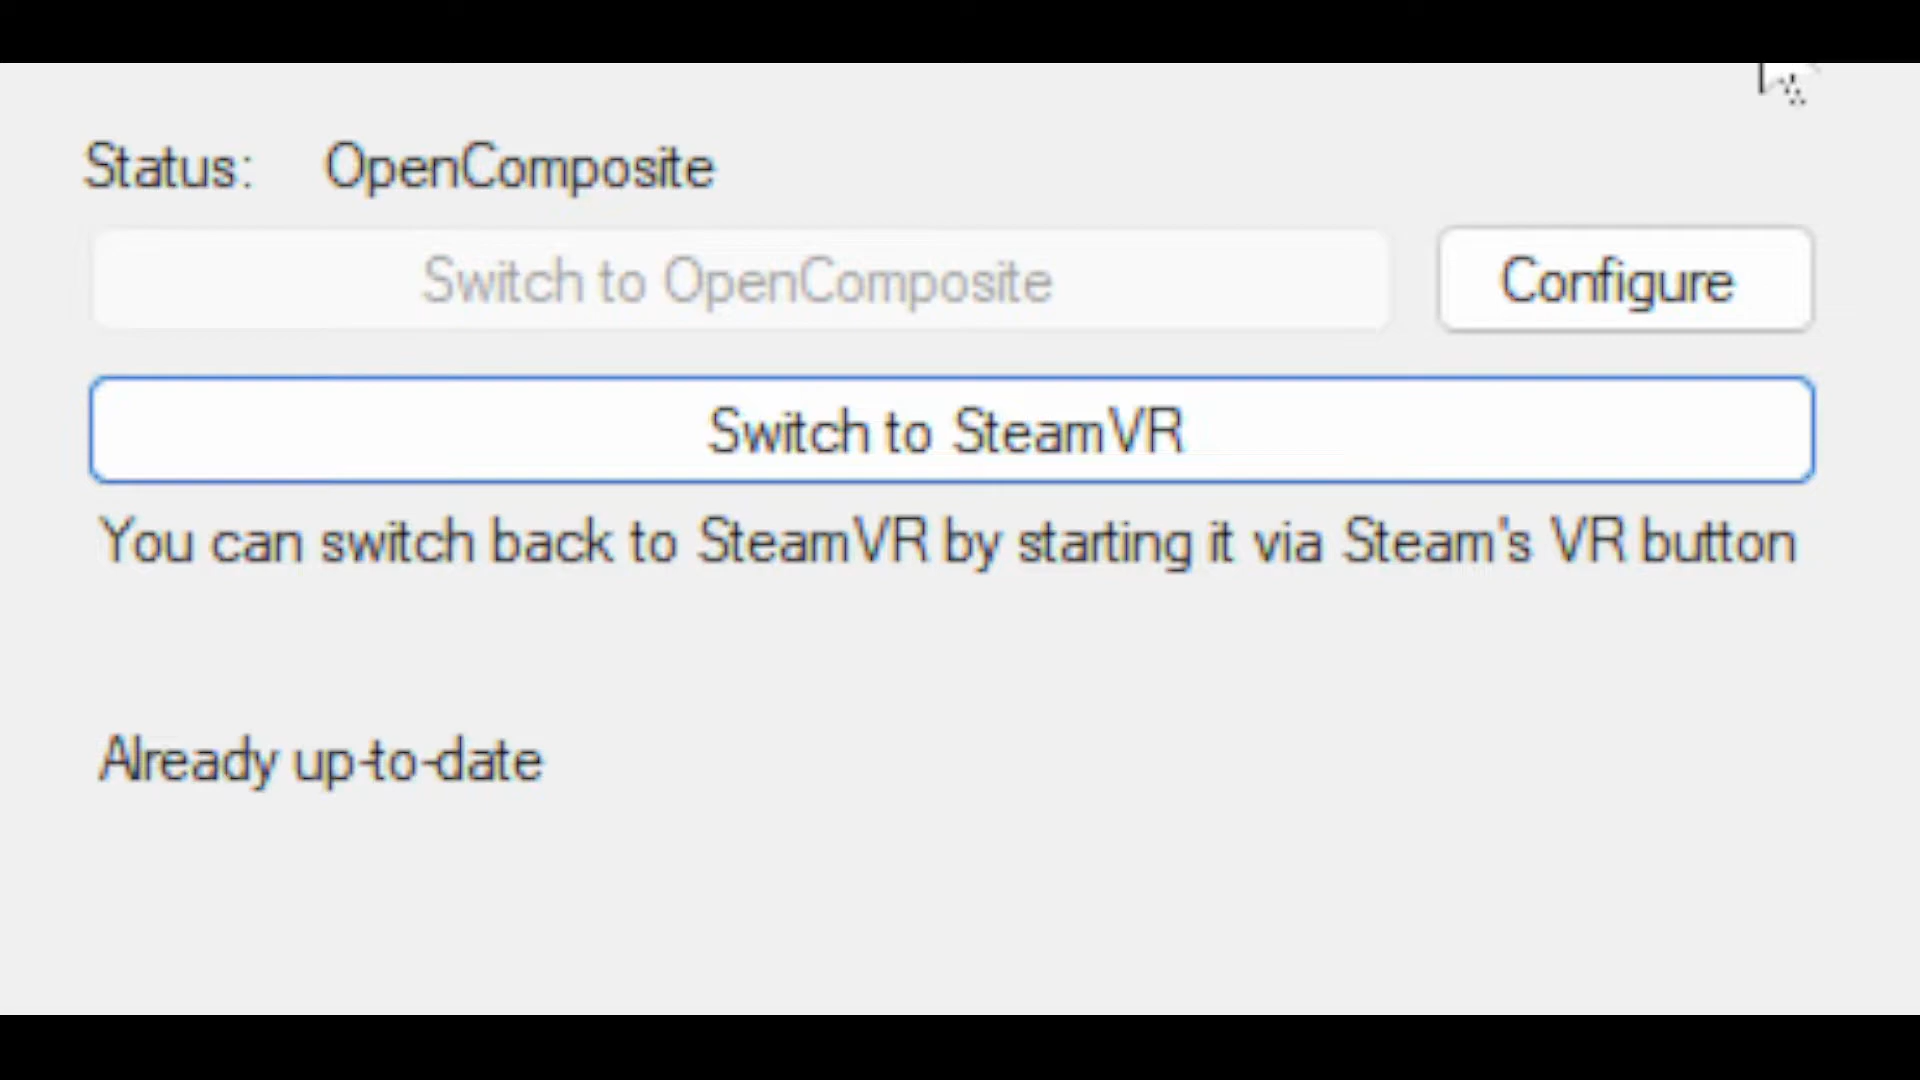 Status: OpenComposite
Switch to OpenComposite
Configure
Switch to SteamVR
You can switch back to SteamVR by starting it via Steam's VR button
Already up-to-date